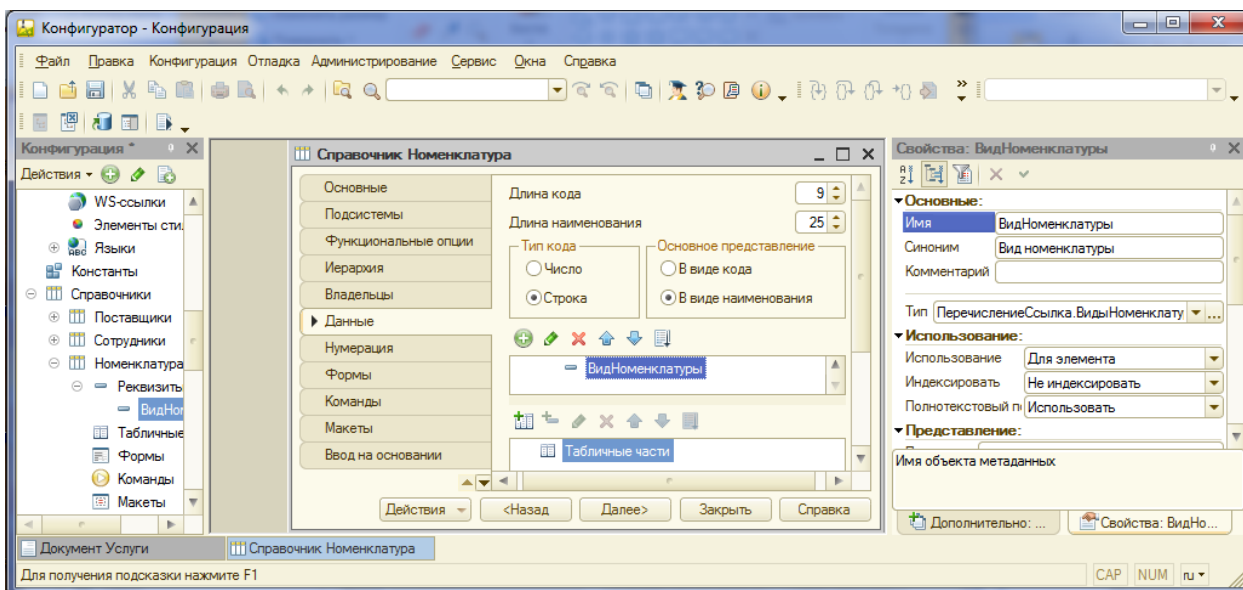 Конфигуратор - Конфигурация
Файл Правка Конфигурация Отладка Администрирование Сервис Окна Справка
Конфигурация *
Действия
WS-ссылки
Элементы сти
Языки
Константы
Справочники
Поставщики
Сотрудники
Номенклатура
Реквизиты
ВидНом
Табличные
Формы
Команды
Макеты
Справочник Номенклатура
Основные
Подсистемы
Функциональные опции
Иерархия
Владельцы
Данные
Нумерация
Формы
Команды
Макеты
Ввод на основании
Длина кода 9
Длина наименования 25
Тип кода
Число
Строка
Основное представление
В виде кода
В виде наименования
ВидНоменклатуры
Табличные части
Действия <Назад Далее> Закрыть Справка
Свойства: ВидНоменклатуры
Основные:
Имя ВидНоменклатуры
Синоним Вид номенклатуры
Комментарий
Тип ПеречислениеСсылка.ВидыНоменклату ...
Использование:
Использование Для элемента
Индексировать Не индексировать
Полнотекстовый п Использовать
Представление:
Имя объекта метаданных
Дополнительно: ... Свойства: ВидНо...
Документ Услуги Справочник Номенклатура
Для получения подсказки нажмите F1
CAP NUM ru